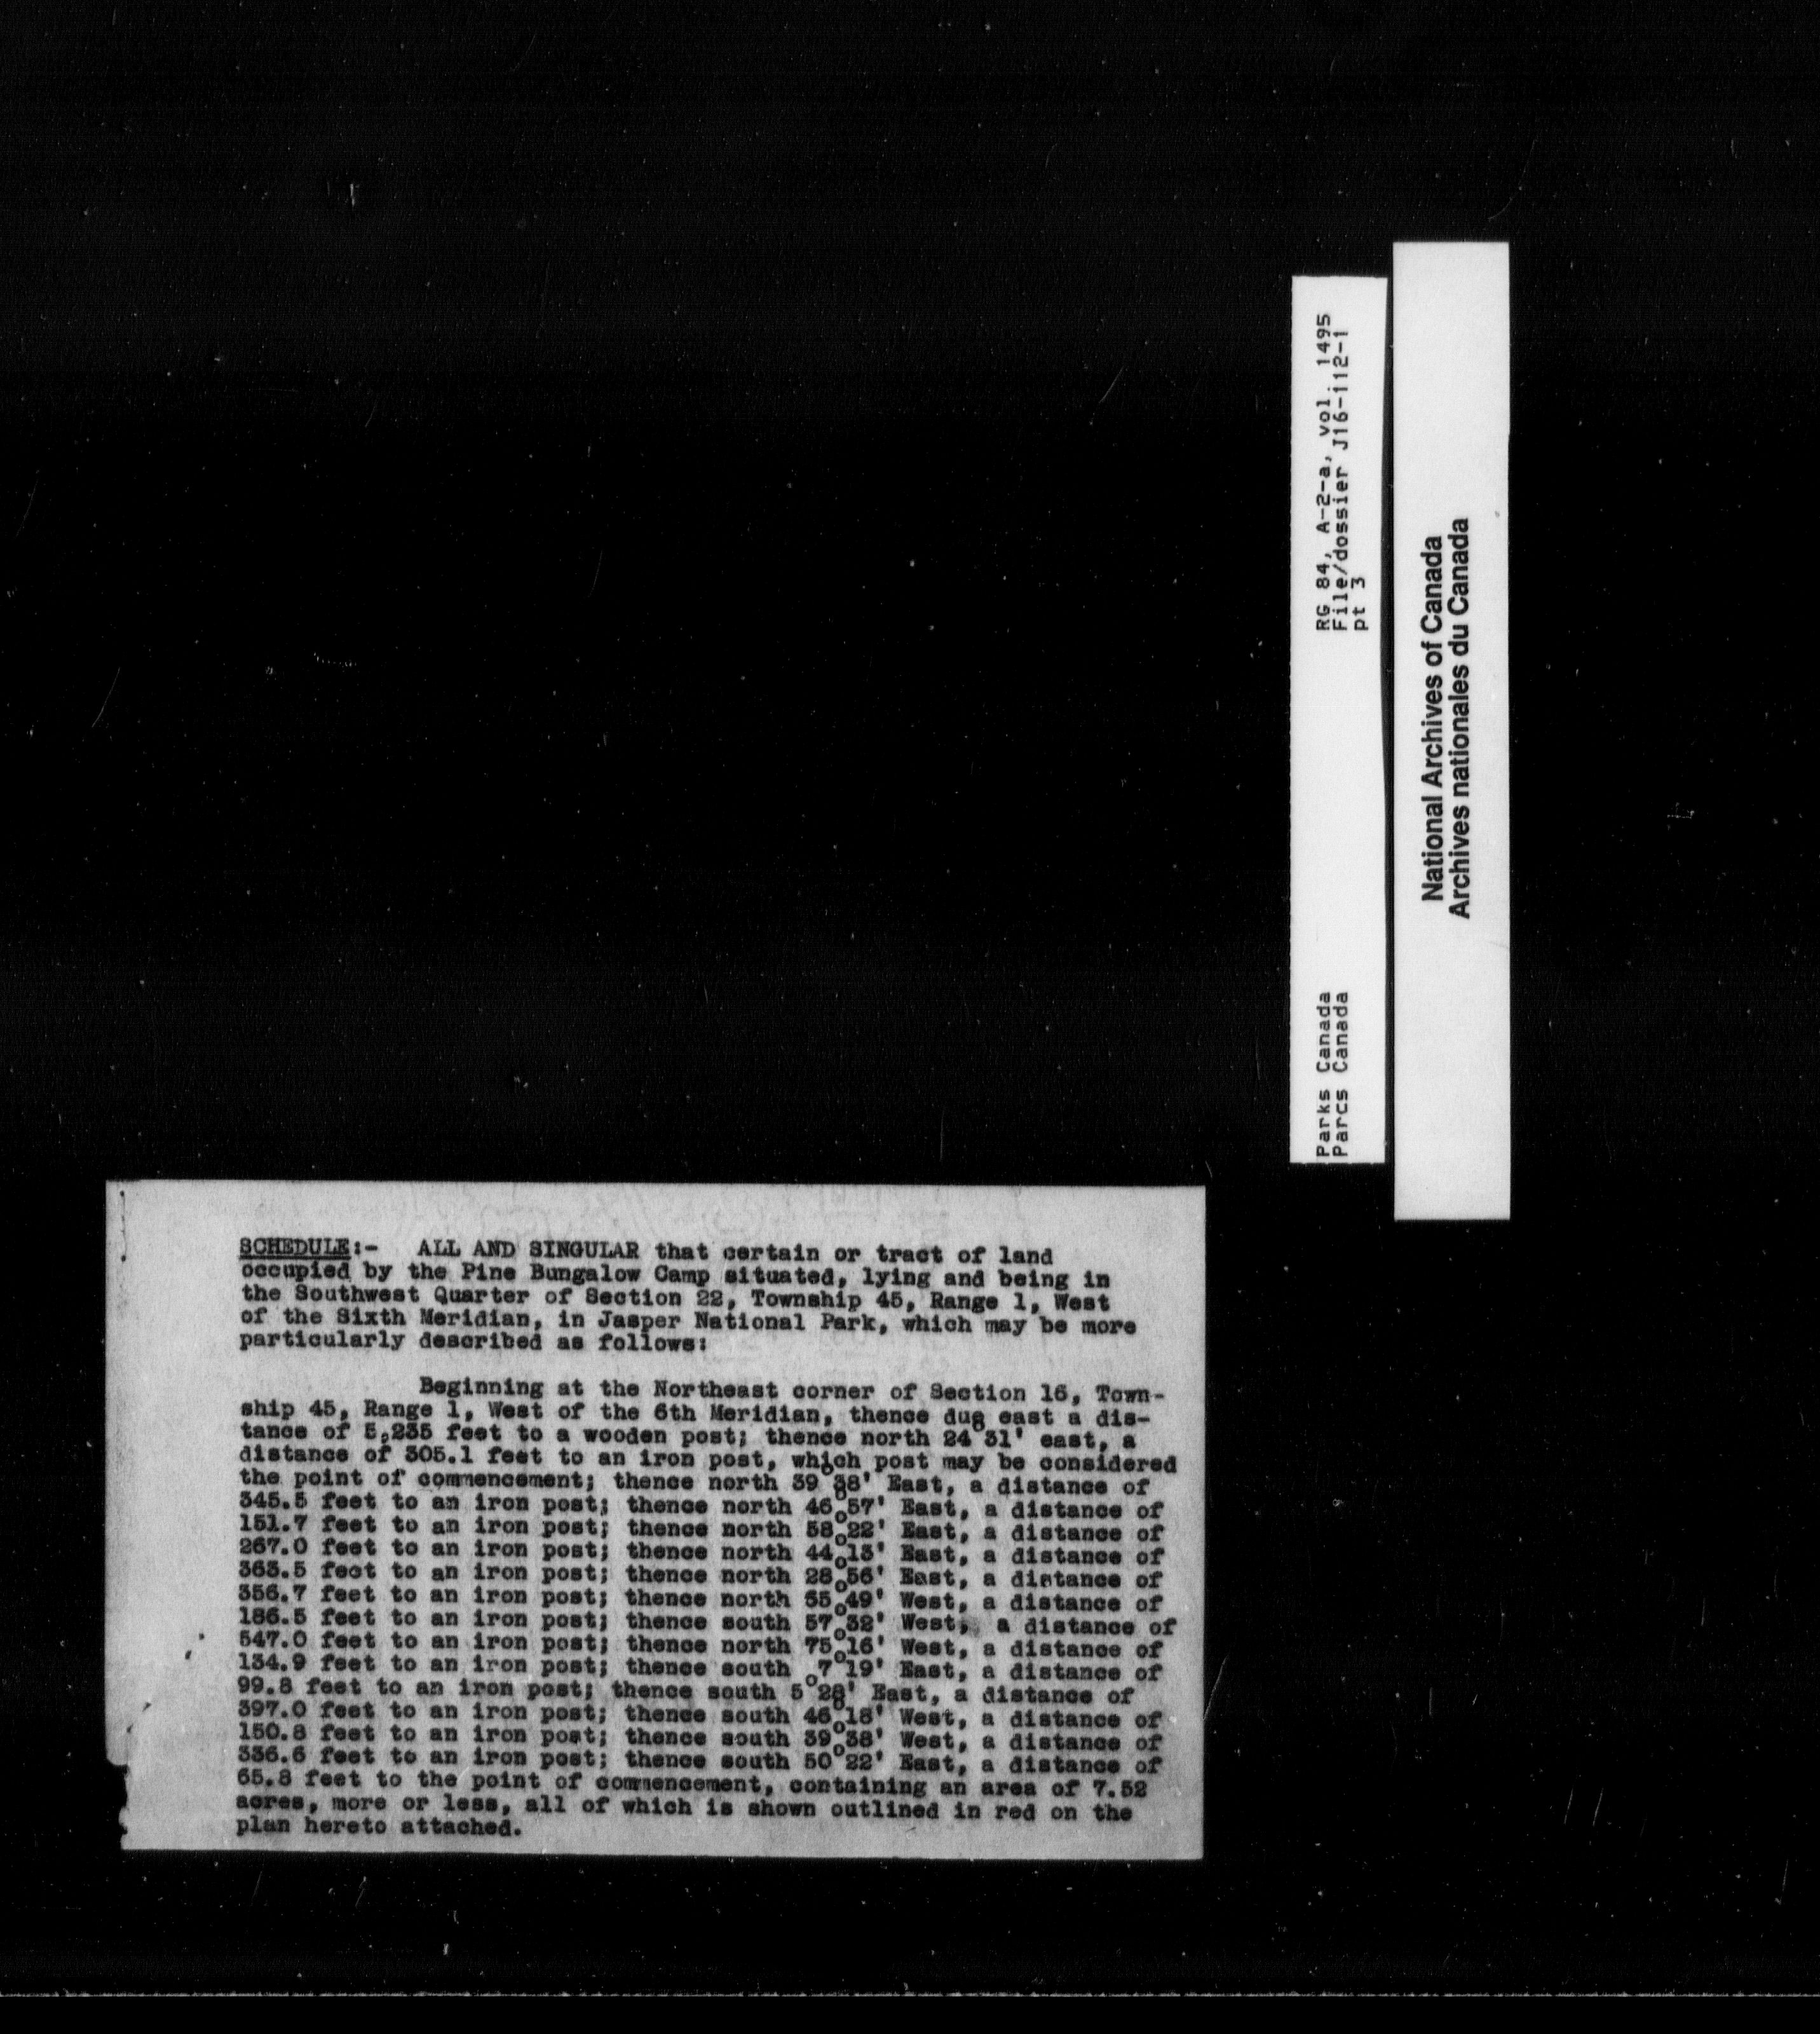 SCHEDULE:- ALL AND SINGULAR that certain or tract of land
occupied by the Pine Bungalow Camp situated, lying and being in
the Southwest Quarter of Section 22, Township 45, Range 1, West
of the Sixth Meridian, in Jasper National Park, which may be more
particularly described as follows:
Beginning at the Northeast corner of Section 16, Town-
ship 45, Range 1, West of the 6th Meridian, thence due east a dis-
tance of 5,235 feet to a wooden post; thence north 24°31' east, a
distance of 305.1 feet to an iron post, which post may be considered
the point of commencement; thence north 39°38' East, a distance of
345.5 feet to an iron post; thence north 46°57' East, a distance of
151.7 feet to an iron post; thence north 58°22' East, a distance of
267.0 feet to an iron post; thence north 44°13' East, a distance of
363.5 feet to an iron post; thence north 28°56' East, a distance of
356.7 feet to an iron post; thence north 35°49' West, a distance of
186.5 feet to an iron post; thence south 57°32' West, a distance of
547.0 feet to an iron post; thence north 75°16' West, a distance of
134.9 feet to an iron post; thence south 7°19' East, a distance of
99.8 feet to an iron post; thence south 5°28' East, a distance of
397.0 feet to an iron post; thence south 46°18' West, a distance of
150.8 feet to an iron post; thence south 39°38' West, a distance of
336.6 feet to an iron post; thence south 50°22' East, a distance of
65.8 feet to the point of commencement, containing an area of 7.52
acres, more or less, all of which is shown outlined in red on the
plan hereto attached.
Parks Canada
Parcs Canada
RG 84, A-2-a, vol. 1495
File/dossier J16-112-1
pt 3
National Archives of Canada
Archives nationales du Canada